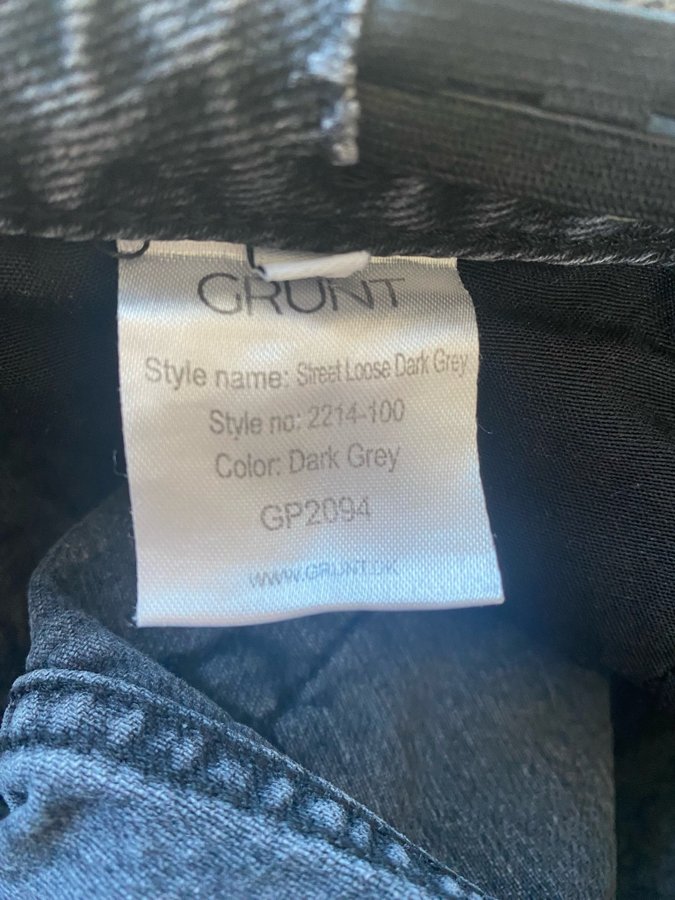 GRUNT
Style name: Street Loose Dark Grey
Style no: 2214-100
Color: Dark Grey
GP2094
WWW.GRUNT.DK